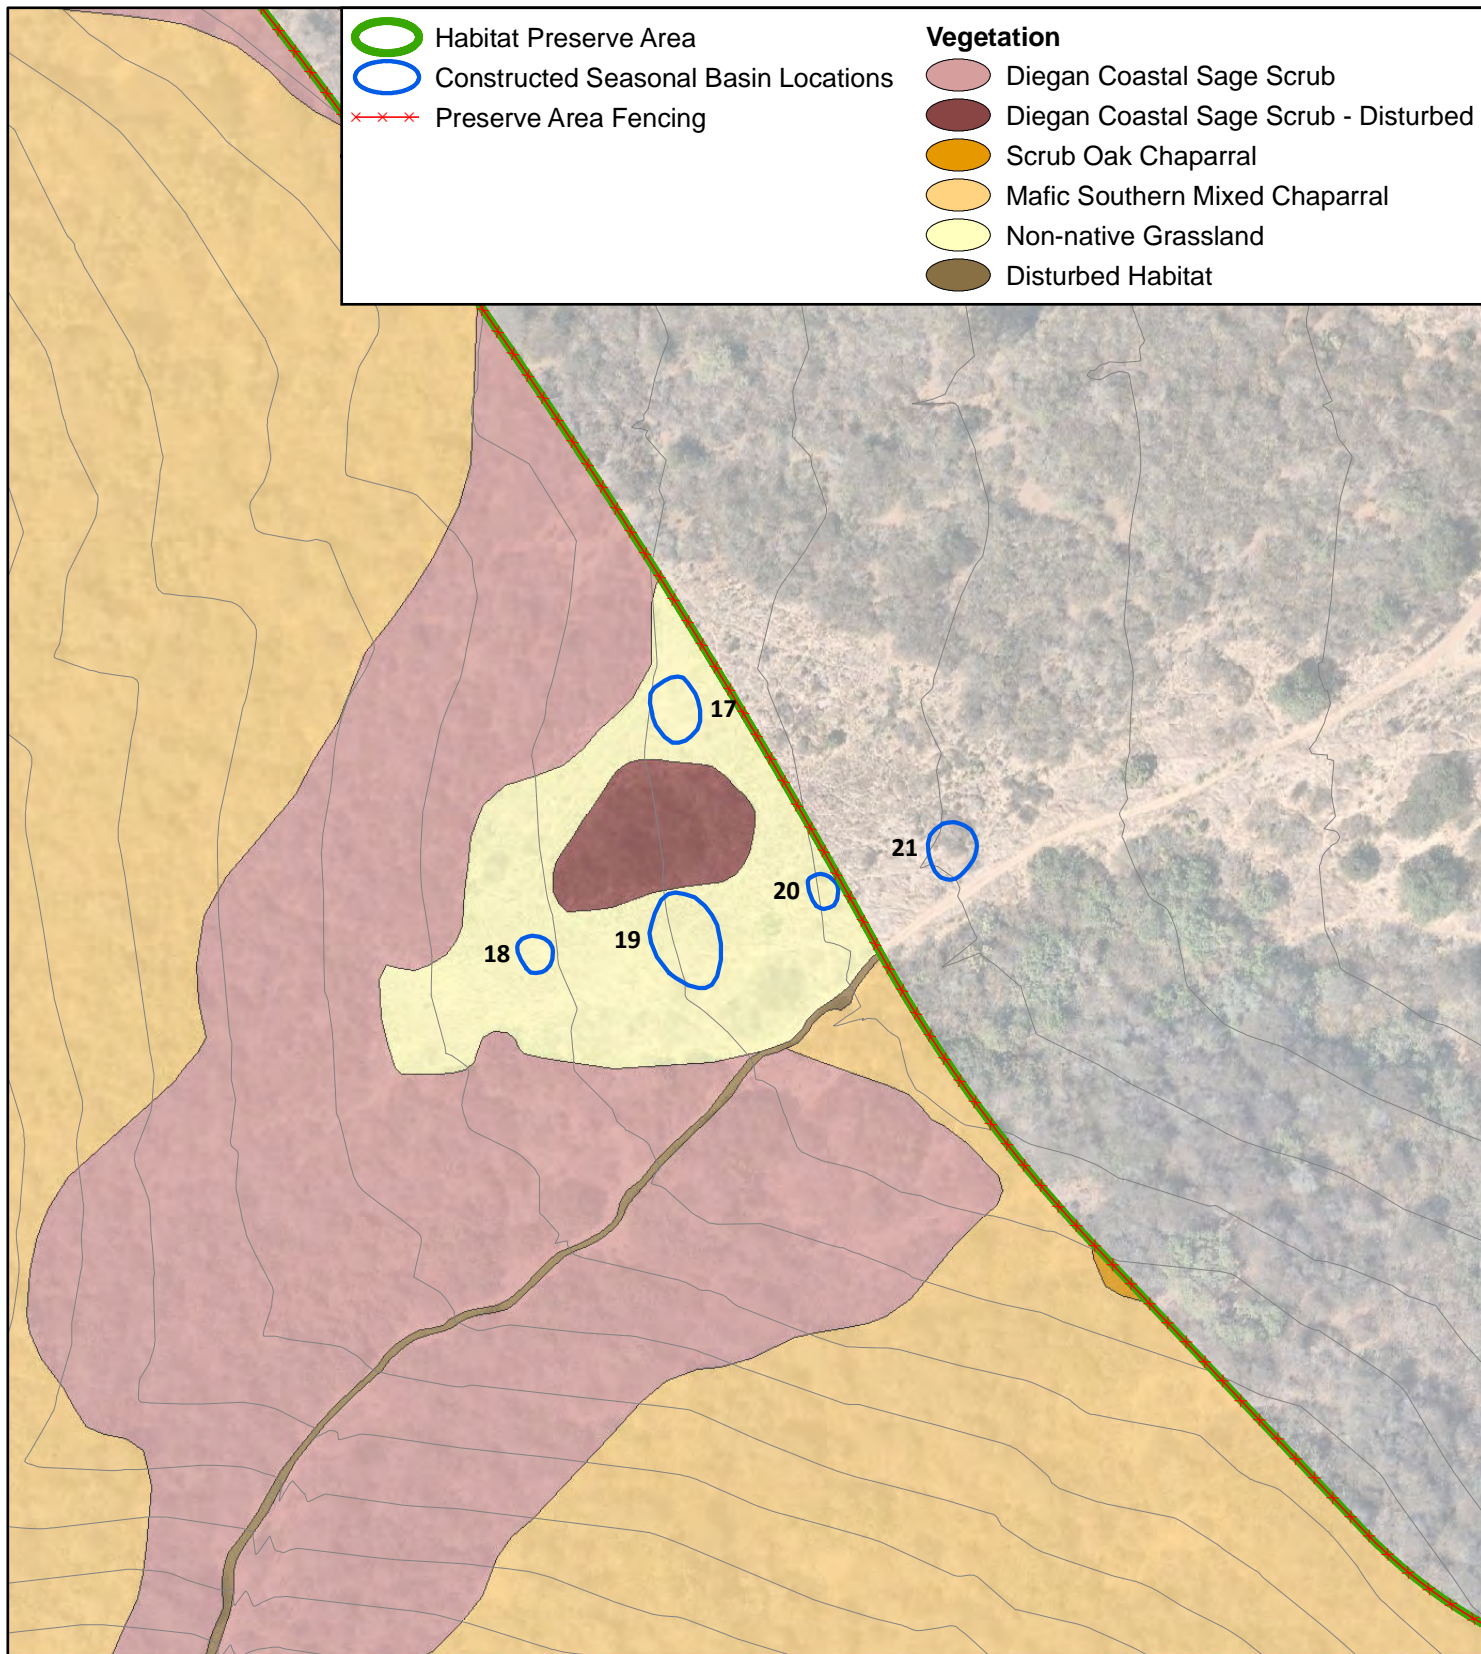 Habitat Preserve Area
Constructed Seasonal Basin Locations
Preserve Area Fencing
Vegetation
Diegan Coastal Sage Scrub
Diegan Coastal Sage Scrub - Disturbed
Scrub Oak Chaparral
Mafic Southern Mixed Chaparral
Non-native Grassland
Disturbed Habitat
17
21
20
19
18